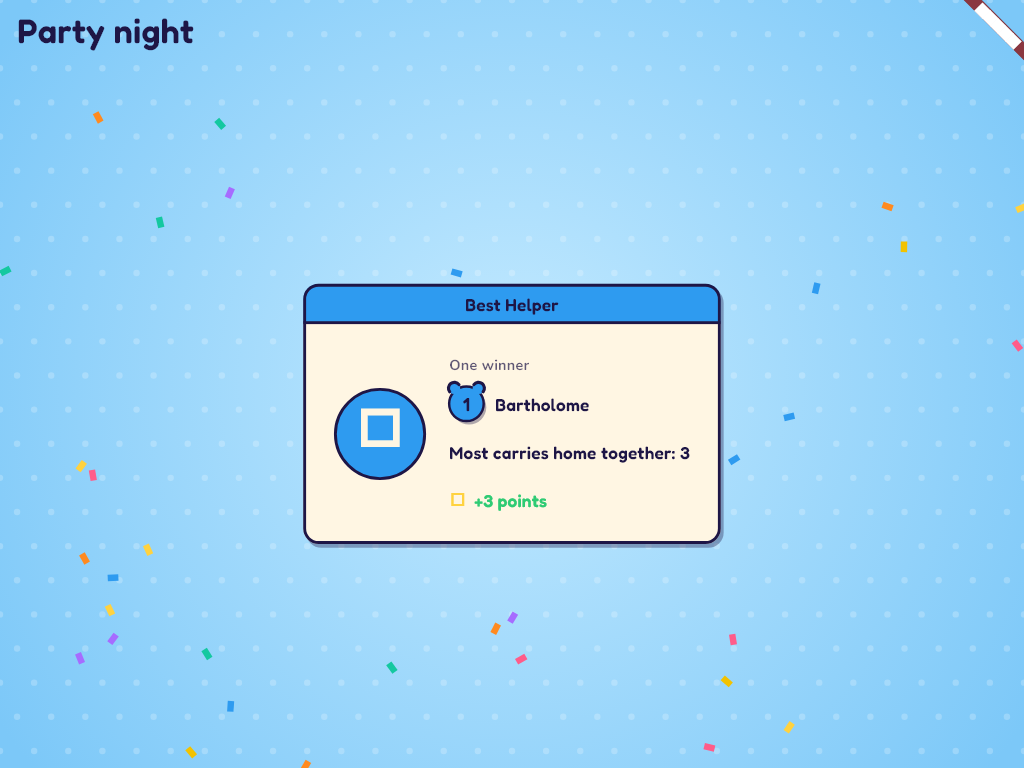 Party night
Best Helper
One winner
1 Bartholome
Most carries home together: 3
+3 points